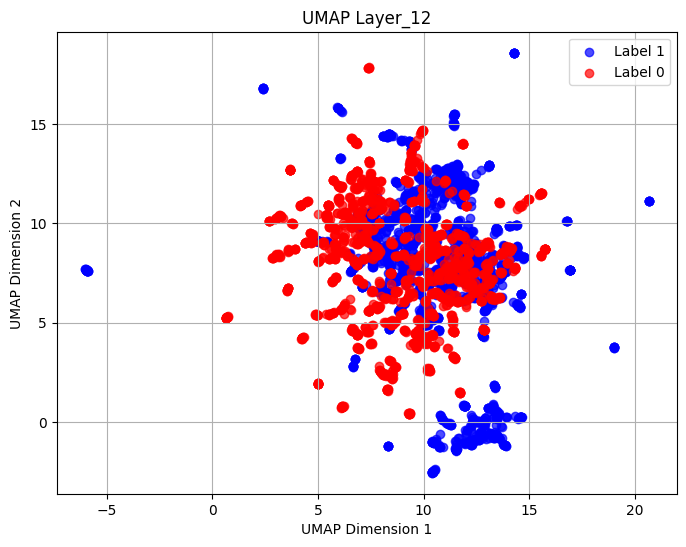 UMAP Layer_12
Label 1
Label 0
UMAP Dimension 2
15
10
5
0
−5
0
5
10
15
20
UMAP Dimension 1